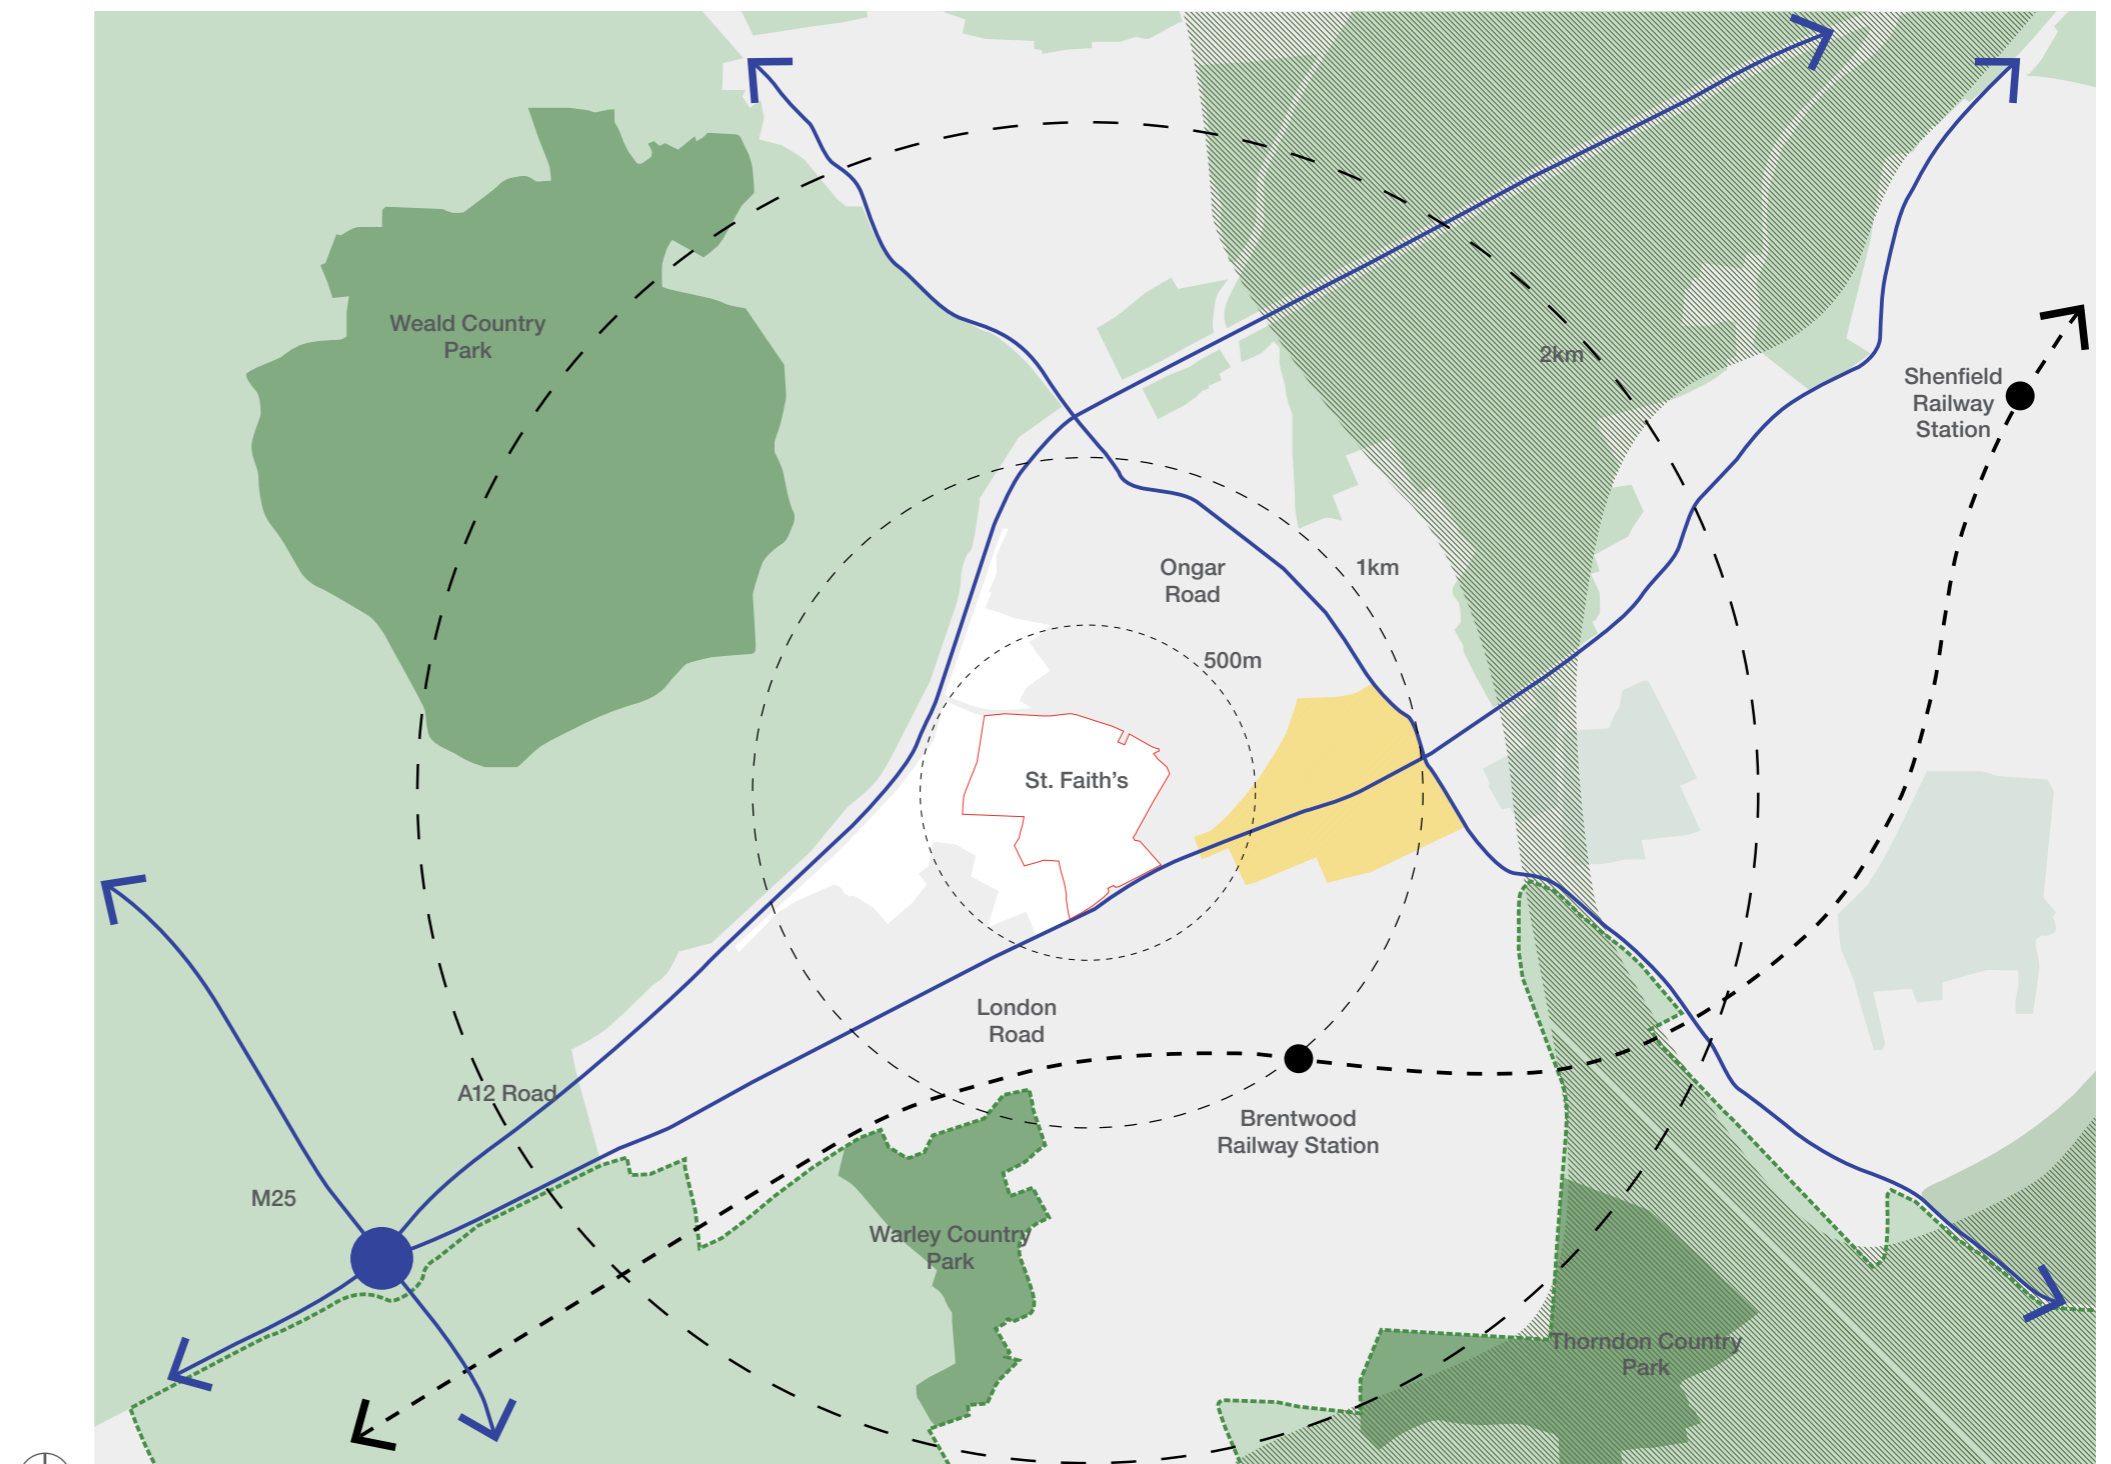 Weald Country
Park
2km
Shenfield
Railway
Station
Ongar
Road
1km
500m
St. Faith's
London
Road
A12 Road
Brentwood
Railway Station
M25
Warley Country
Park
Thorndon Country
Park